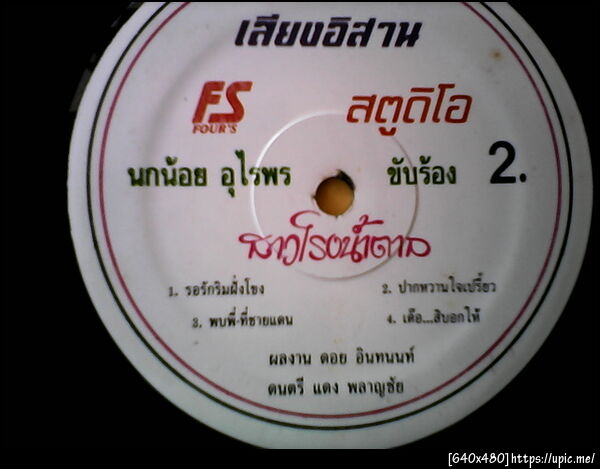 เสียงอิสาน
FS
FOUR'S
สตูดิโอ
นกน้อย อุไรพร ขับร้อง 2.
สาวโรงน้ำตาล
1. รอรักริมฝั่งโขง 2. ปากหวานใจเปรี้ยว
3. พบพี่-ที่ชายแดน 4. เด้อ...สิบอกไห้
ผลงาน ดอย อินทนนท์
ดนตรี แดง พลาญชัย
[640x480]https://upic.me/